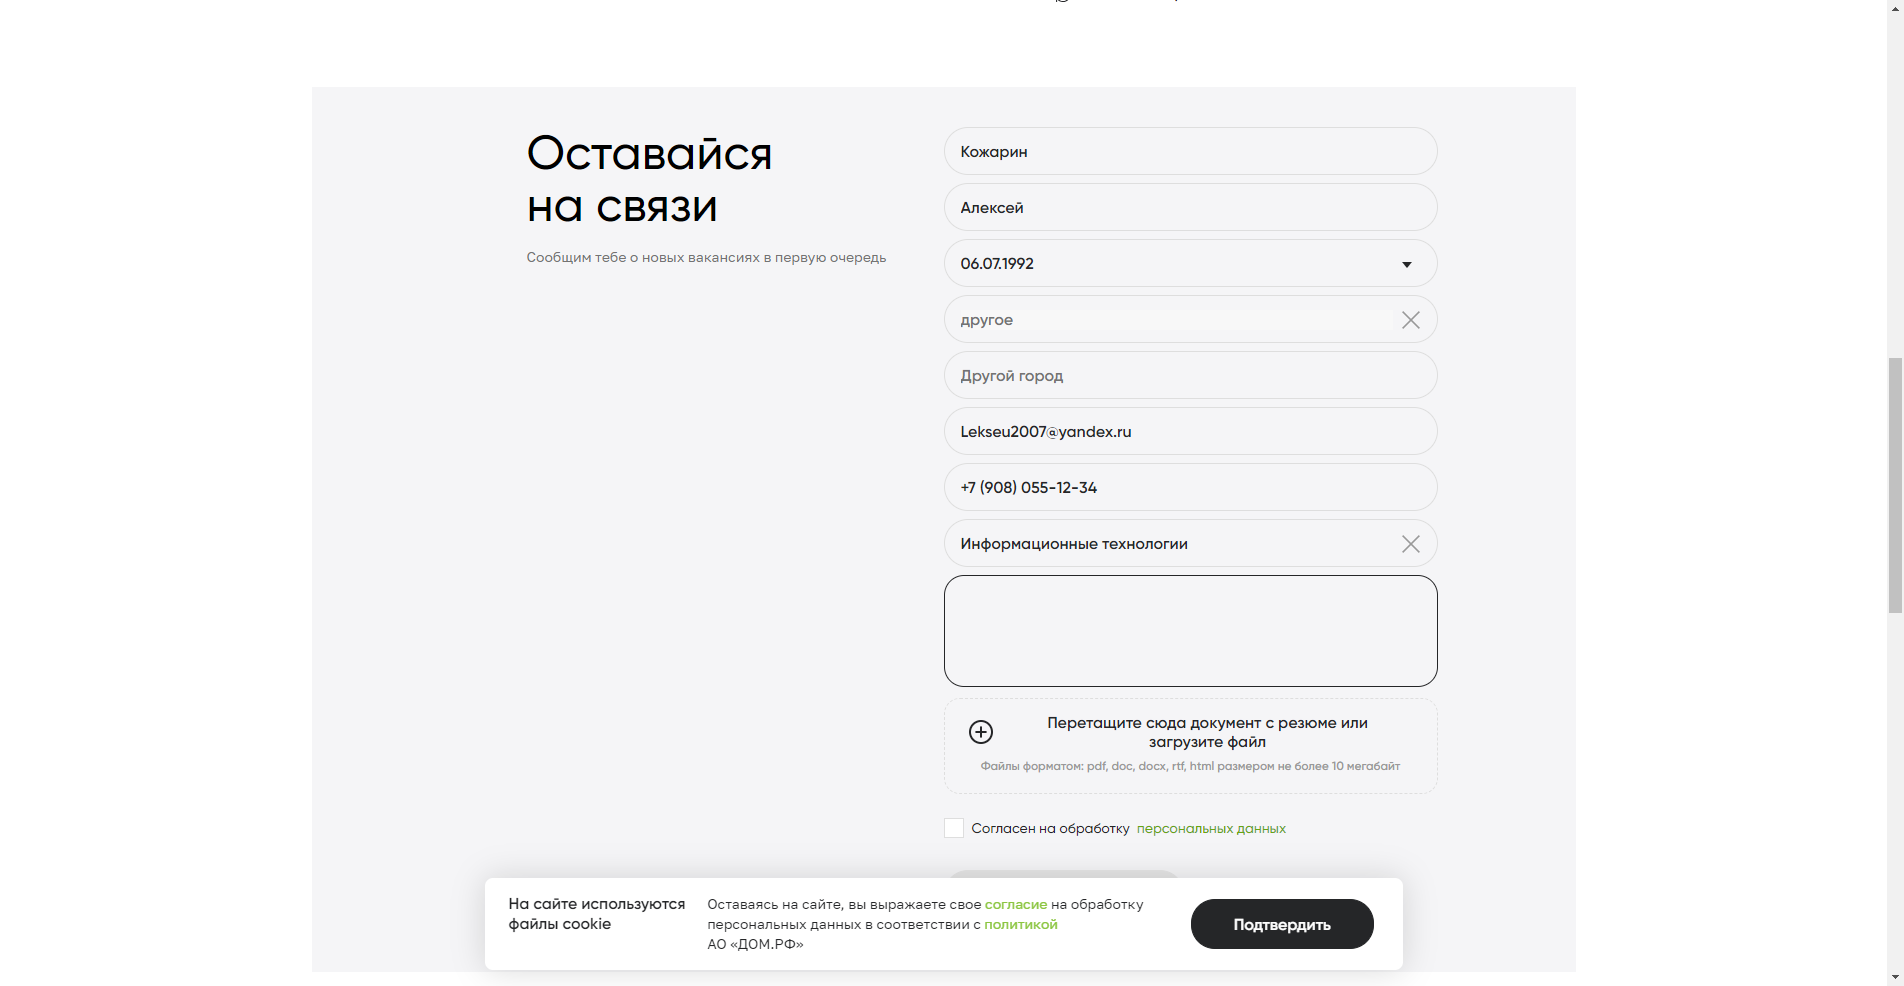 Оставайся
на связи
Сообщим тебе о новых вакансиях в первую очередь
Кожарин
Алексей
06.07.1992
другое
Другой город
Lekseu2007@yandex.ru
+7 (908) 055-12-34
Информационные технологии
Перетащите сюда документ с резюме или
загрузите файл
Файлы форматом: pdf, doc, docx, rtf, html размером не более 10 мегабайт
Согласен на обработку персональных данных
На сайте используются
файлы cookie
Оставаясь на сайте, вы выражаете свое согласие на обработку
персональных данных в соответствии с политикой
АО «ДОМ.РФ»
Подтвердить